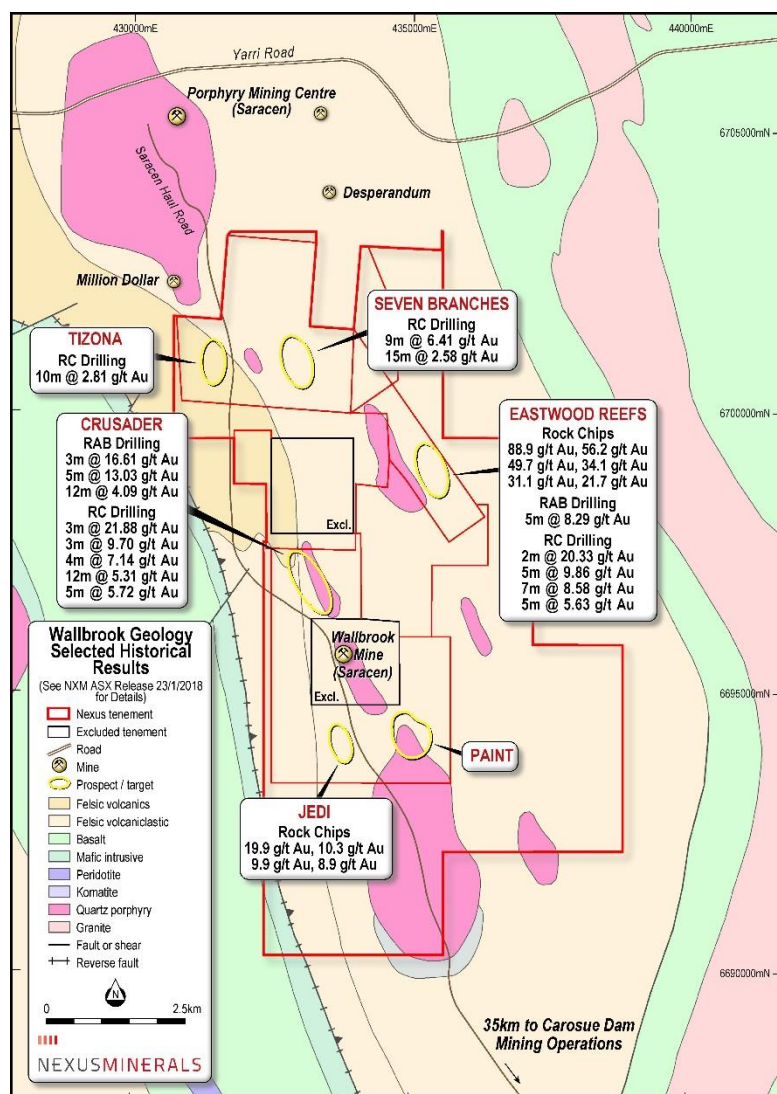 430000mE
435000mE
440000mE
Yarri Road
Porphyry Mining Centre
(Saracen)
6705000mN
Saracen Haul Road
Desperandum
Million Dollar
SEVEN BRANCHES
RC Drilling
9m @ 6.41 g/t Au
15m @ 2.58 g/t Au
TIZONA
RC Drilling
10m @ 2.81 g/t Au
6700000mN
EASTWOOD REEFS
Rock Chips
88.9 g/t Au, 56.2 g/t Au
49.7 g/t Au, 34.1 g/t Au
31.1 g/t Au, 21.7 g/t Au
RAB Drilling
5m @ 8.29 g/t Au
RC Drilling
2m @ 20.33 g/t Au
5m @ 9.86 g/t Au
7m @ 8.58 g/t Au
5m @ 5.63 g/t Au
CRUSADER
RAB Drilling
3m @ 16.61 g/t Au
5m @ 13.03 g/t Au
12m @ 4.09 g/t Au
RC Drilling
3m @ 21.88 g/t Au
3m @ 9.70 g/t Au
4m @ 7.14 g/t Au
12m @ 5.31 g/t Au
5m @ 5.72 g/t Au
Excl.
Wallbrook
Mine
(Saracen)
Excl.
6695000mN
PAINT
JEDI
Rock Chips
19.9 g/t Au, 10.3 g/t Au
9.9 g/t Au, 8.9 g/t Au
6690000mN
35km to Carosue Dam
Mining Operations
Wallbrook Geology
Selected Historical
Results
(See NXM ASX Release 23/1/2018
for Details)
Nexus tenement
Excluded tenement
Road
Mine
Prospect / target
Felsic volcanics
Felsic volcaniclastic
Basalt
Mafic intrusive
Peridotite
Komatite
Quartz porphyry
Granite
Fault or shear
Reverse fault
N
0 2.5km
NEXUSMINERALS